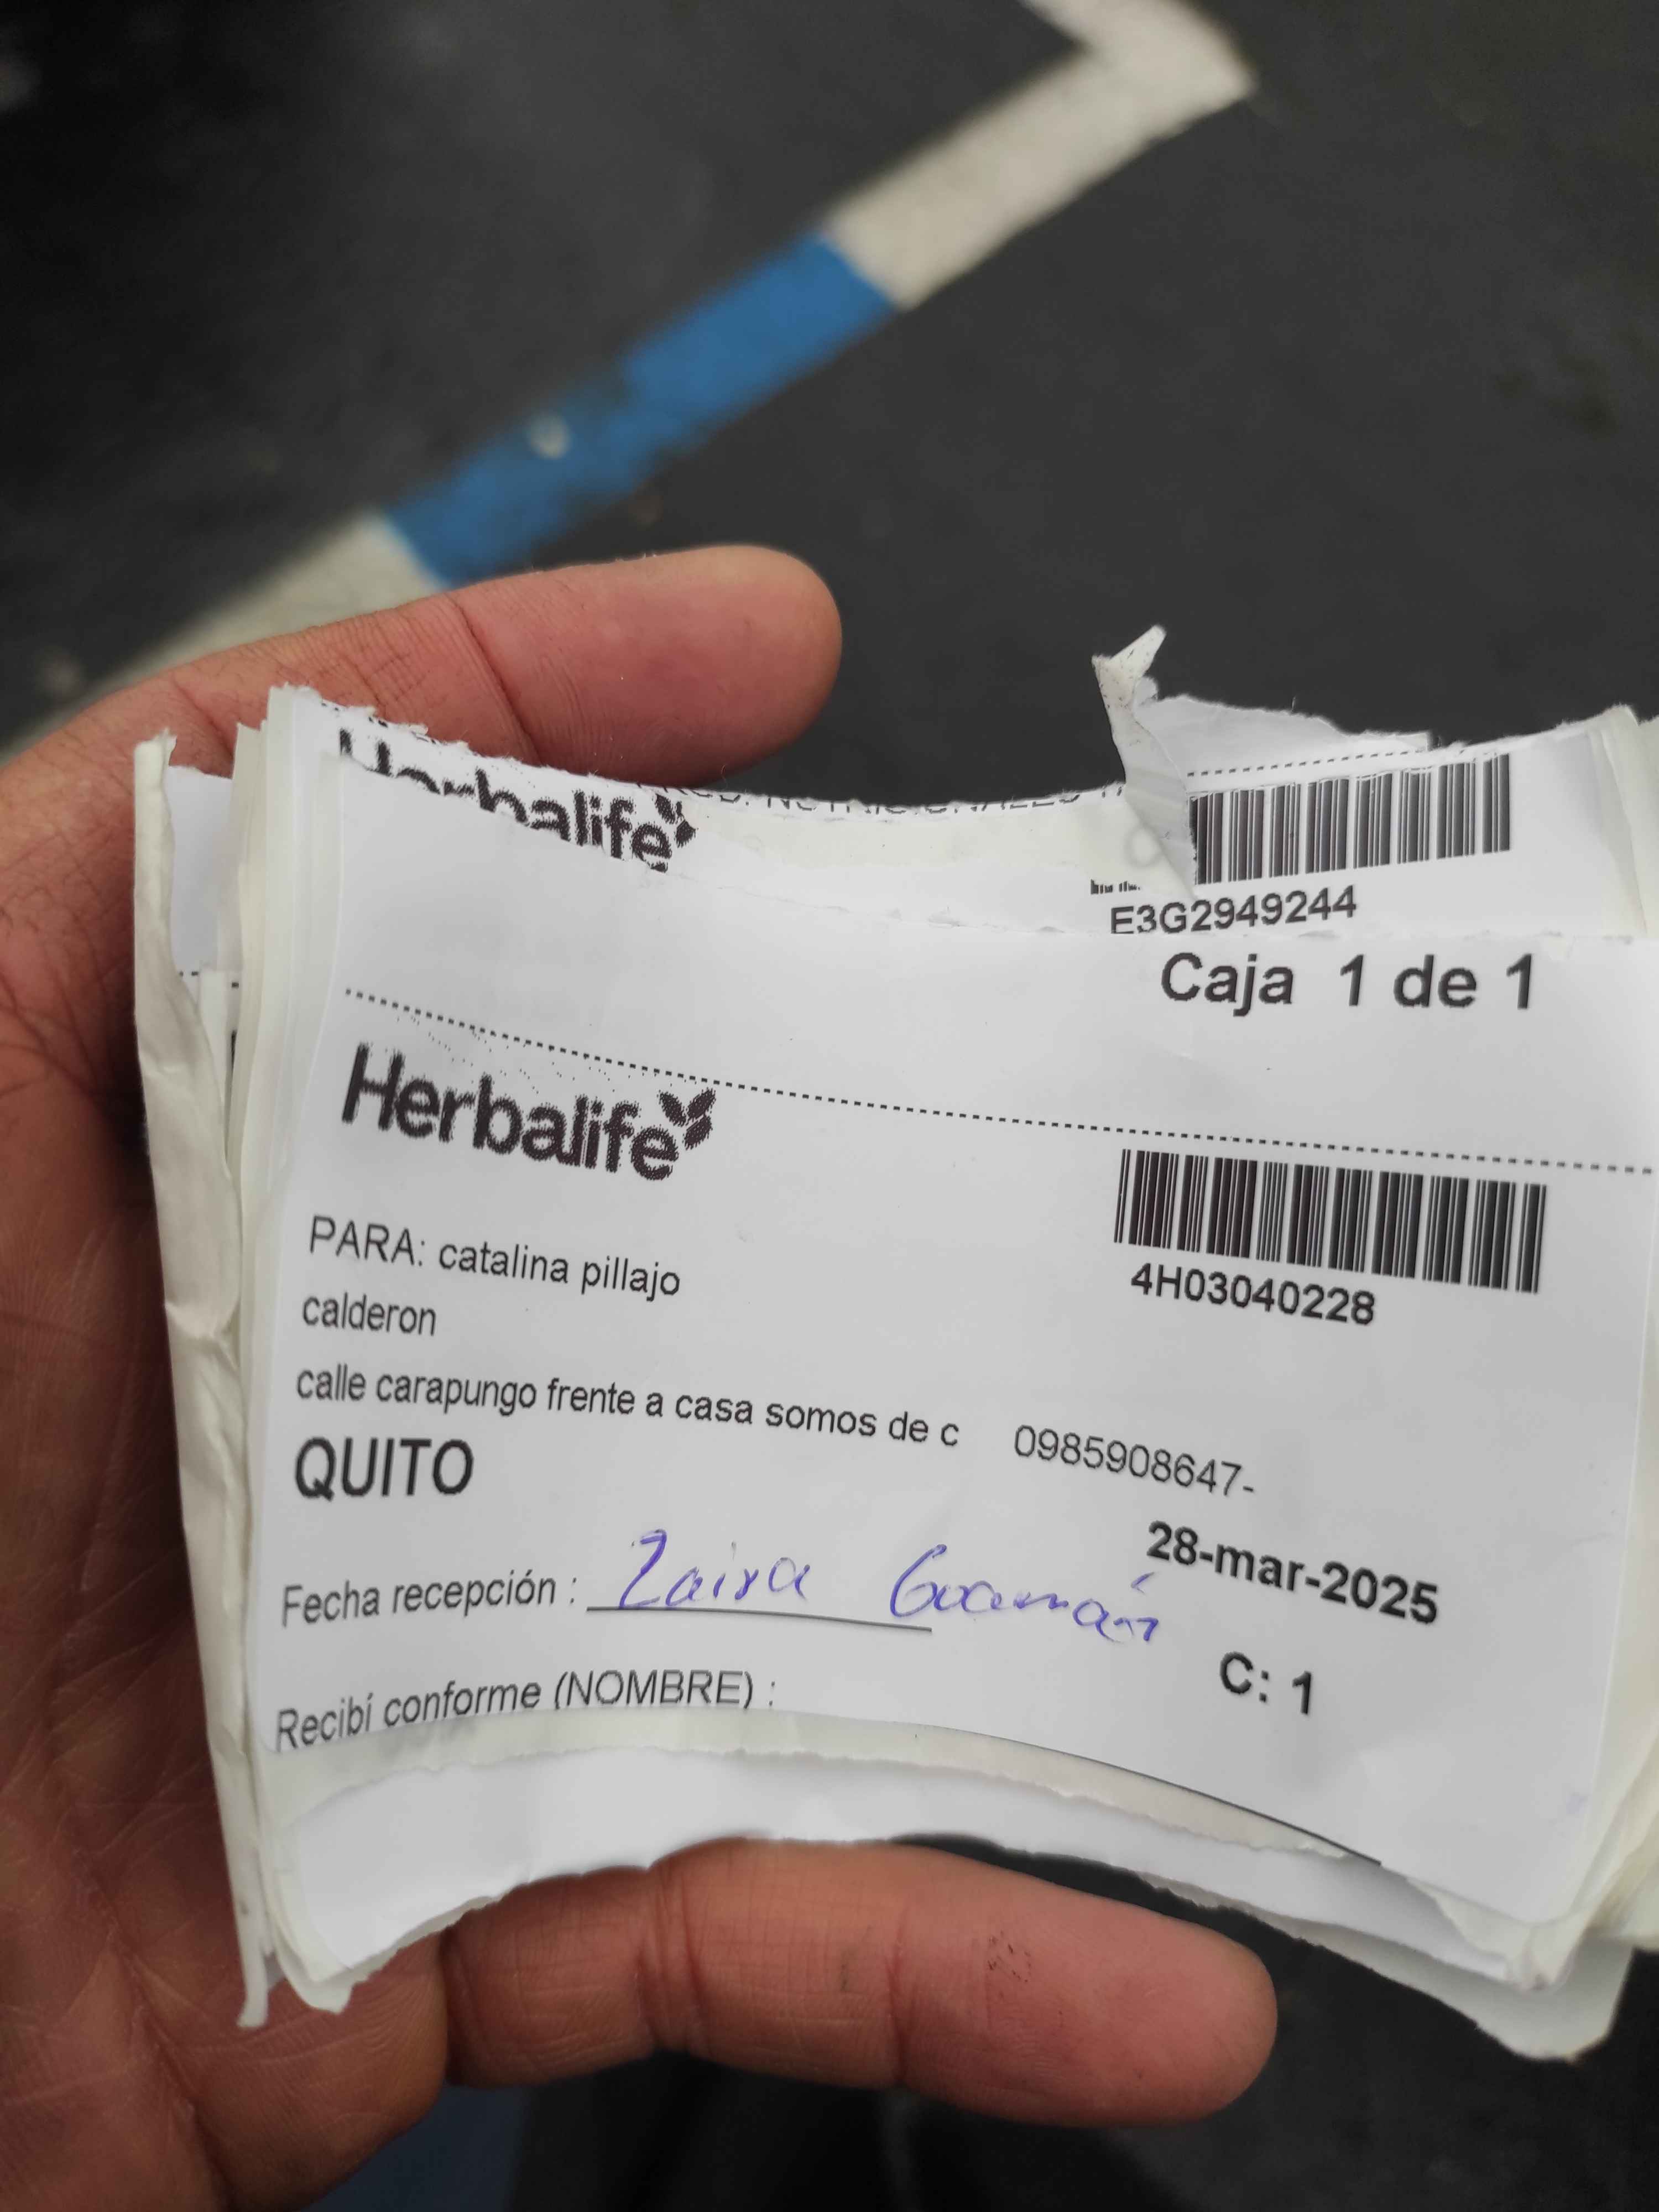 Herbalife
E3G2949244
Caja 1 de 1
Herbalife
4H03040228
PARA: catalina pillajo
calderon
calle carapungo frente a casa somos de c 0985908647-
QUITO
28-mar-2025
Fecha recepción : Zaira Guamán
C: 1
Recibí conforme (NOMBRE) :